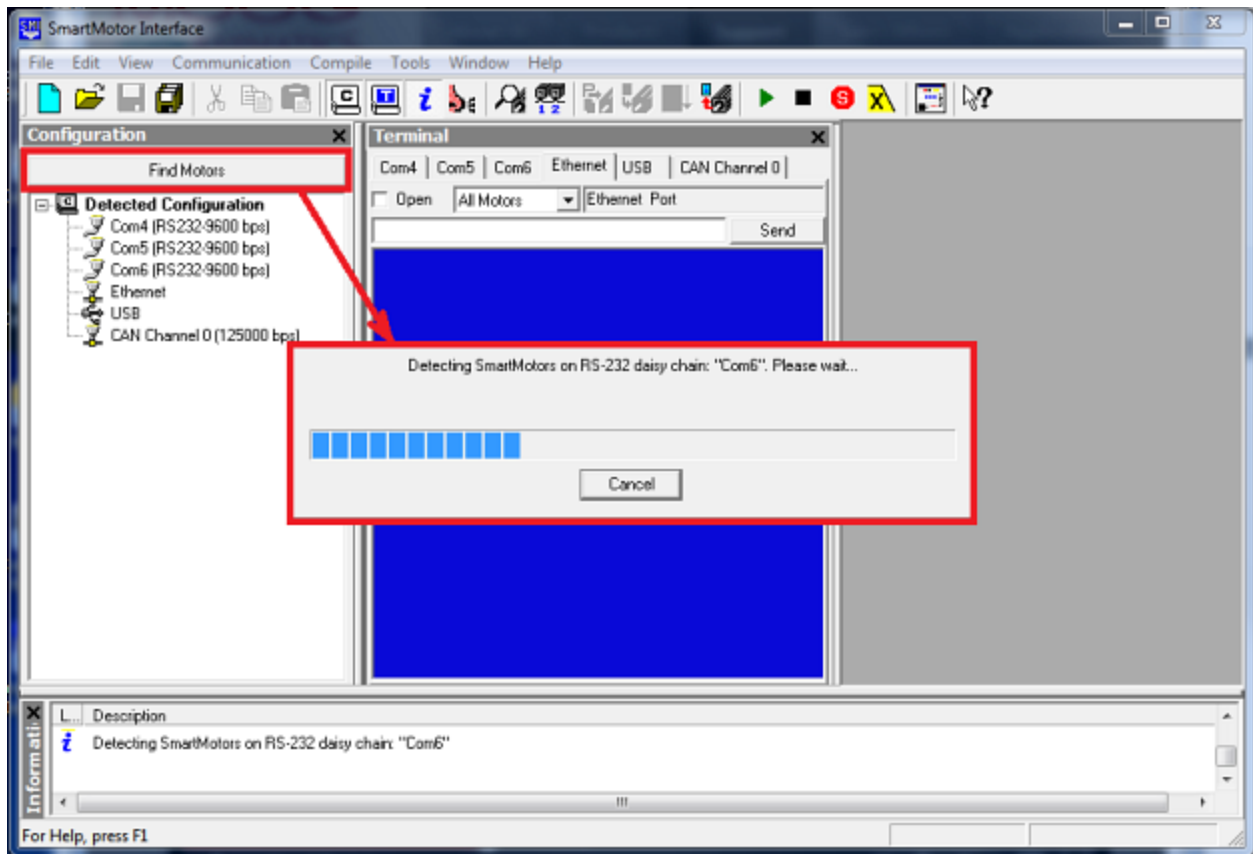 SmartMotor Interface
File Edit View Communication Compile Tools Window Help
Configuration
Find Motors
Detected Configuration
Com4 (RS232-9600 bps)
Com5 (RS232-9600 bps)
Com6 (RS232-9600 bps)
Ethernet
USB
CAN Channel 0 (125000 bps)
Terminal
Com4 Com5 Com6 Ethernet USB CAN Channel 0
Open All Motors Ethernet Port
Send
Detecting SmartMotors on RS-232 daisy chain: "Com6". Please wait...
Cancel
Informati
L... Description
Detecting SmartMotors on RS-232 daisy chain: "Com6"
For Help, press F1